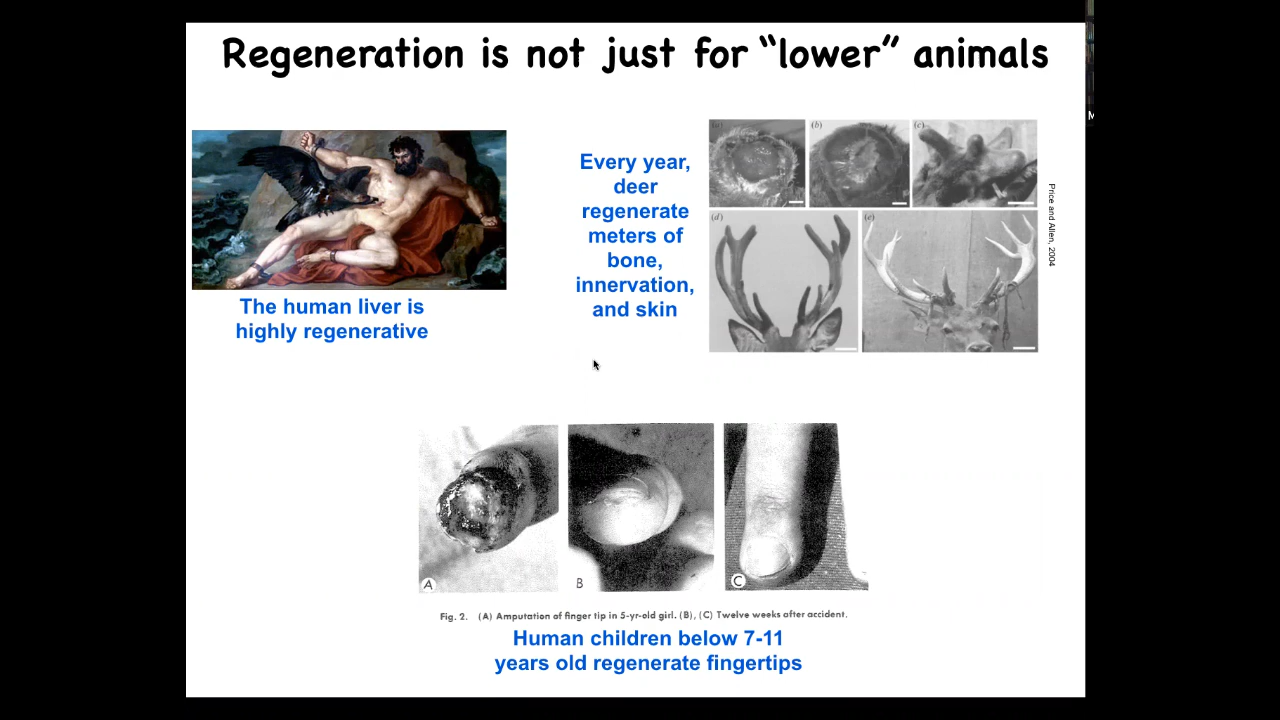 Regeneration is not just for “lower” animals
The human liver is
highly regenerative
Every year,
deer
regenerate
meters of
bone,
innervation,
and skin
(a)
(b)
(c)
(d)
(e)
Price and Allen, 2004
A
B
C
Fig. 2. (A) Amputation of finger tip in 5-yr-old girl. (B), (C) Twelve weeks after accident.
Human children below 7-11
years old regenerate fingertips
M